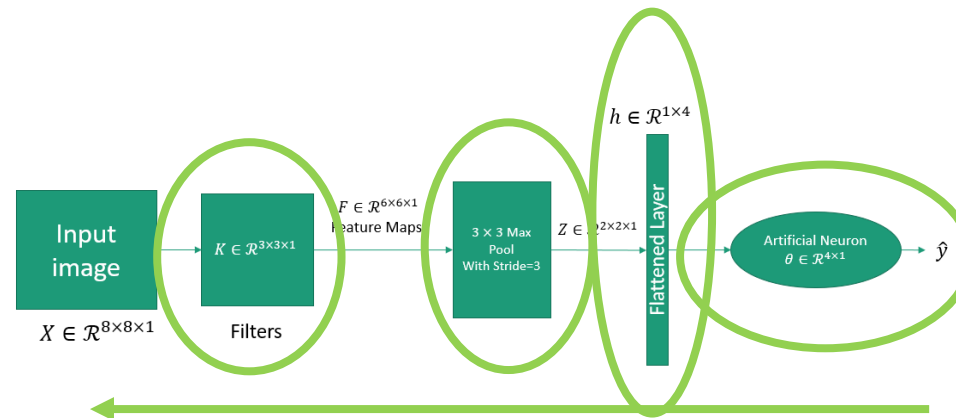 Input
image
X ∈ ℛ^{8×8×1}
K ∈ ℛ^{3×3×1}
Filters
F ∈ ℛ^{6×6×1}
Feature Maps
3 × 3 Max
Pool
With Stride=3
Z ∈ ℛ^{2×2×1}
h ∈ ℛ^{1×4}
Flattened Layer
Artificial Neuron
θ ∈ ℛ^{4×1}
ŷ